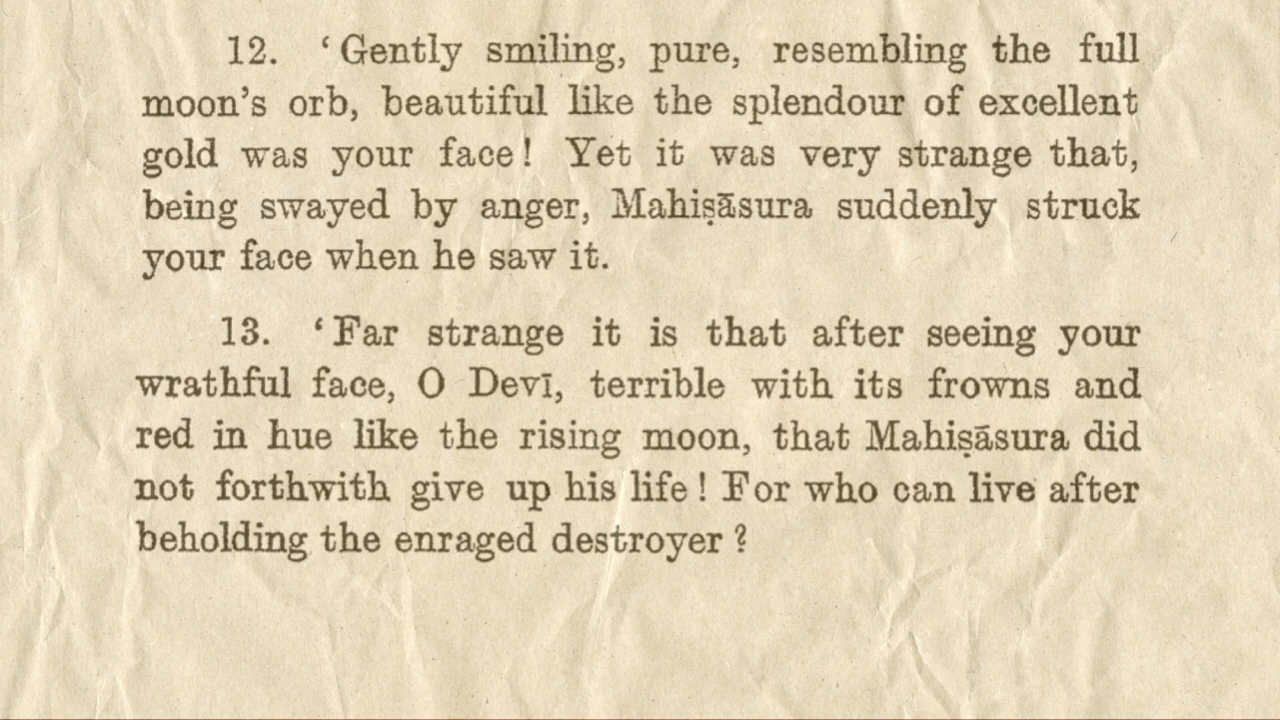 12. ‘Gently smiling, pure, resembling the full
moon’s orb, beautiful like the splendour of excellent
gold was your face! Yet it was very strange that,
being swayed by anger, Mahiṣāsura suddenly struck
your face when he saw it.
13. ‘Far strange it is that after seeing your
wrathful face, O Devī, terrible with its frowns and
red in hue like the rising moon, that Mahiṣāsura did
not forthwith give up his life! For who can live after
beholding the enraged destroyer?